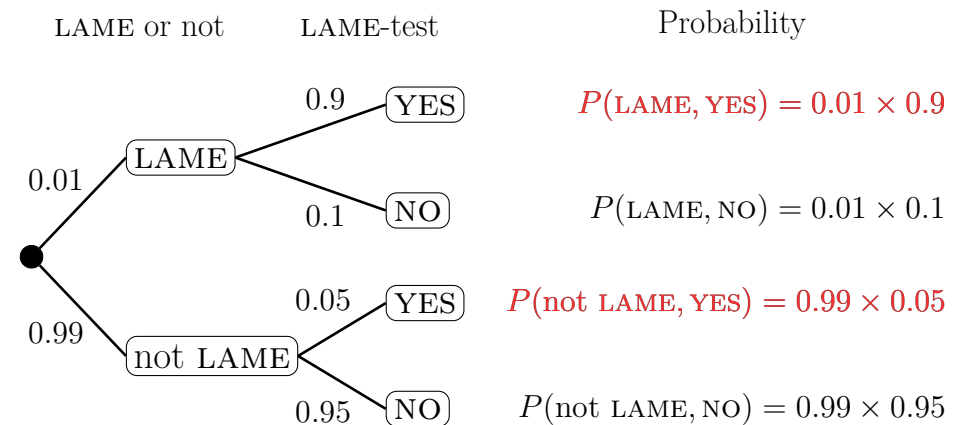 LAME or not LAME-test Probability
0.9 YES P(LAME, YES) = 0.01 × 0.9
0.01 LAME
0.1 NO P(LAME, NO) = 0.01 × 0.1
0.05 YES P(not LAME, YES) = 0.99 × 0.05
0.99 not LAME
0.95 NO P(not LAME, NO) = 0.99 × 0.95